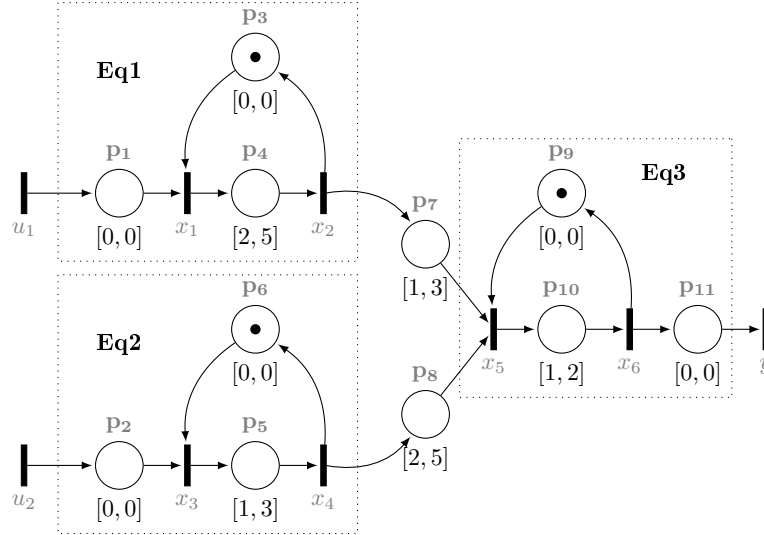 p₃
Eq1
[0, 0]
p₁
p₄
u₁
[0, 0]
x₁
[2, 5]
x₂
p₇
[1, 3]
p₉
Eq3
[0, 0]
p₁₀
p₁₁
x₅
[1, 2]
x₆
[0, 0]
y
p₆
Eq2
[0, 0]
p₈
[2, 5]
p₂
p₅
u₂
[0, 0]
x₃
[1, 3]
x₄